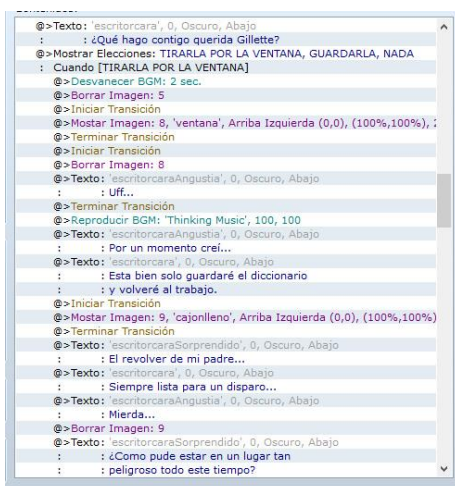 @>Texto: 'escritorcara', 0, Oscuro, Abajo
: : ¿Qué hago contigo querida Gillette?
@>Mostrar Elecciones: TIRARLA POR LA VENTANA, GUARDARLA, NADA
: Cuando [TIRARLA POR LA VENTANA]
@>Desvanecer BGM: 2 sec.
@>Borrar Imagen: 5
@>Iniciar Transición
@>Mostar Imagen: 8, 'ventana', Arriba Izquierda (0,0), (100%,100%), 2
@>Terminar Transición
@>Iniciar Transición
@>Borrar Imagen: 8
@>Texto: 'escritorcaraAngustia', 0, Oscuro, Abajo
: : Uff...
@>Terminar Transición
@>Reproducir BGM: 'Thinking Music', 100, 100
@>Texto: 'escritorcaraAngustia', 0, Oscuro, Abajo
: : Por un momento creí...
@>Texto: 'escritorcara', 0, Oscuro, Abajo
: : Esta bien solo guardaré el diccionario
: : y volveré al trabajo.
@>Iniciar Transición
@>Mostar Imagen: 9, 'cajonlleno', Arriba Izquierda (0,0), (100%,100%)
@>Terminar Transición
@>Texto: 'escritorcaraSorprendido', 0, Oscuro, Abajo
: : El revolver de mi padre...
@>Texto: 'escritorcara', 0, Oscuro, Abajo
: : Siempre lista para un disparo...
@>Texto: 'escritorcaraAngustia', 0, Oscuro, Abajo
: : Mierda...
@>Borrar Imagen: 9
@>Texto: 'escritorcaraSorprendido', 0, Oscuro, Abajo
: : ¿Como pude estar en un lugar tan
: : peligroso todo este tiempo?